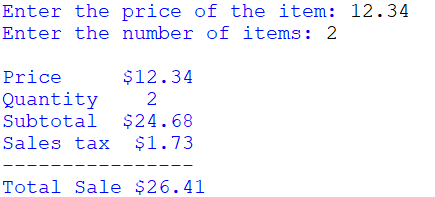 Enter the price of the item: 12.34
Enter the number of items: 2

Price     $12.34
Quantity    2
Subtotal  $24.68
Sales tax  $1.73
----------------
Total Sale $26.41